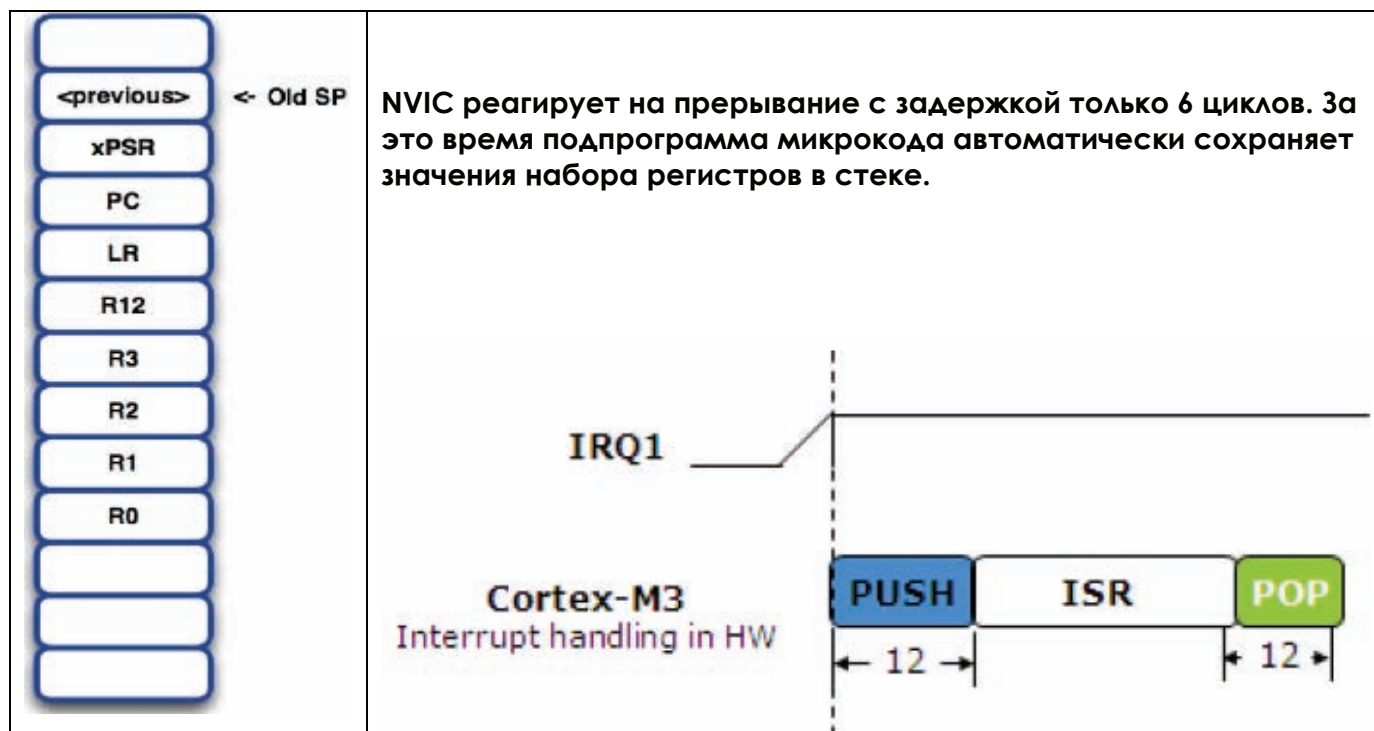 <previous> <- Old SP
xPSR
PC
LR
R12
R3
R2
R1
R0
NVIC реагирует на прерывание с задержкой только 6 циклов. За
это время подпрограмма микрокода автоматически сохраняет
значения набора регистров в стеке.
IRQ1
Cortex-M3
Interrupt handling in HW
PUSH ISR POP
12 12